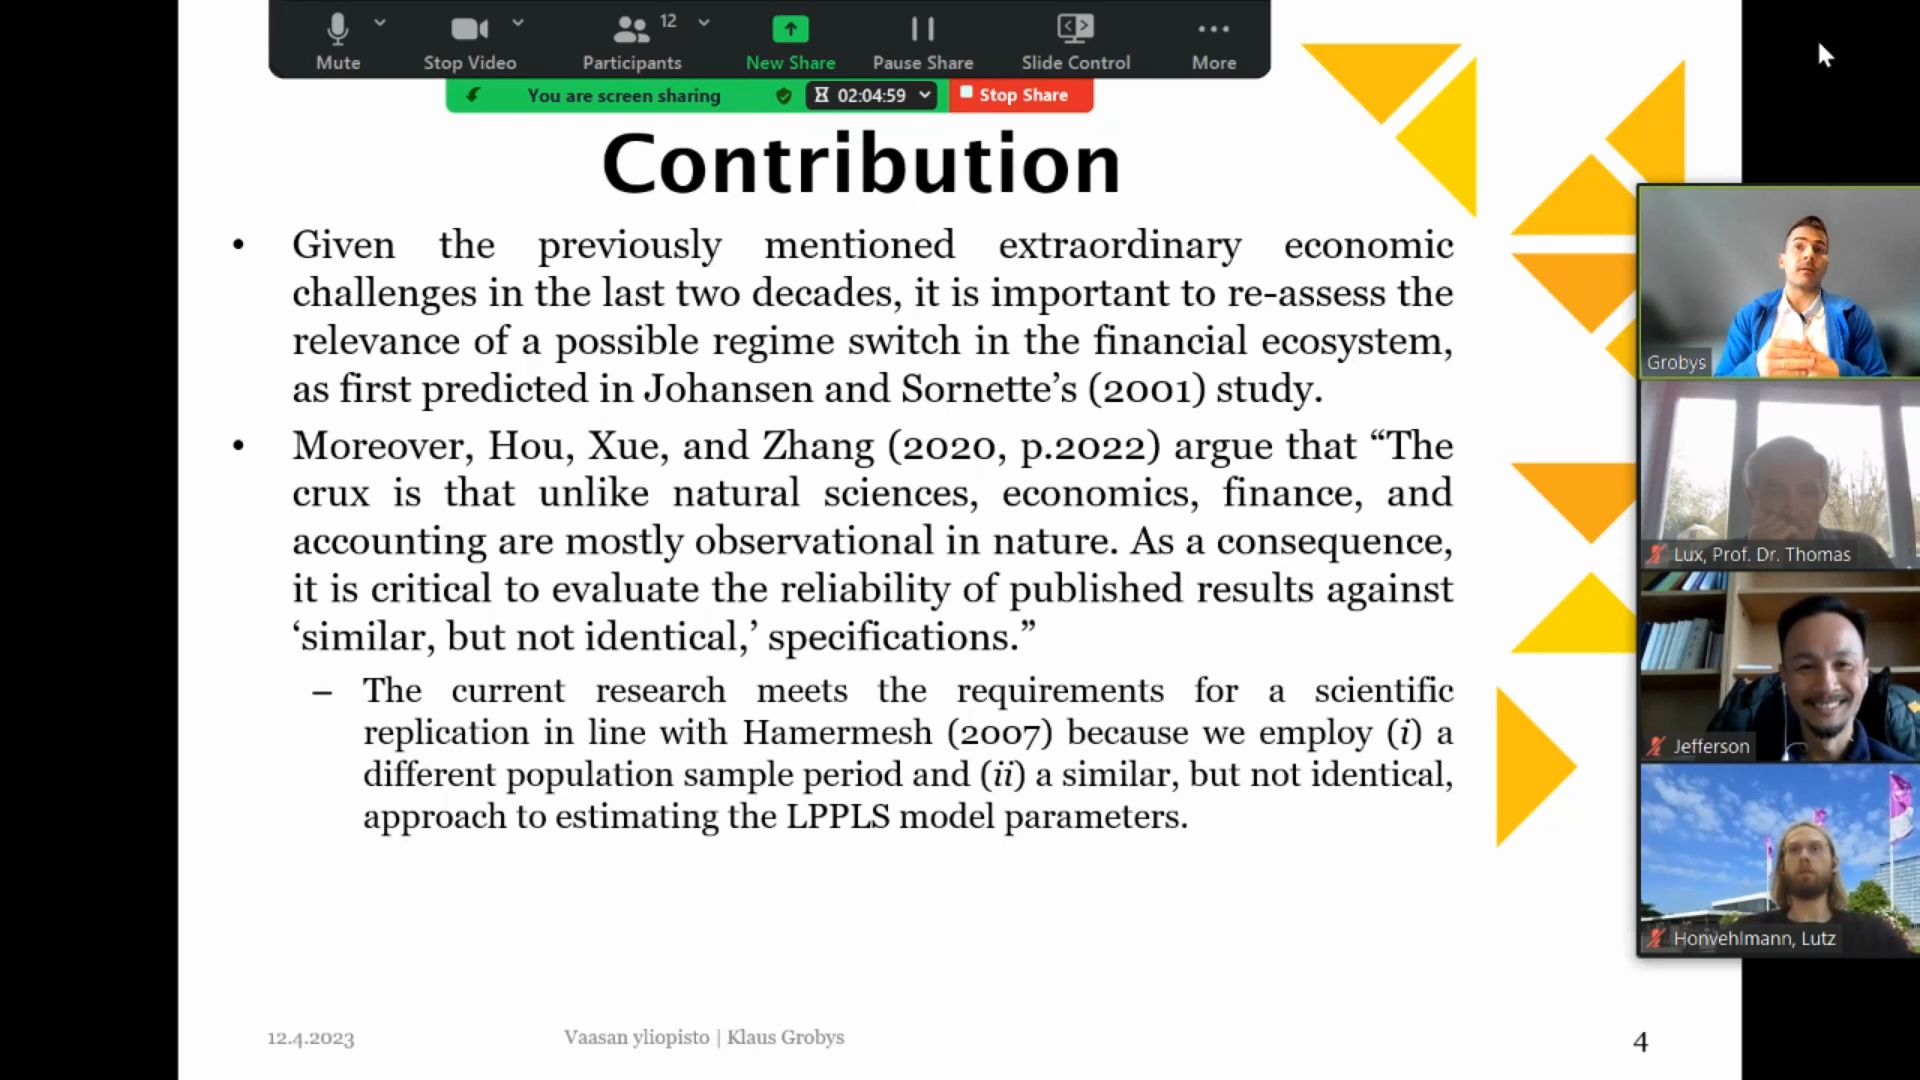 Mute
Stop Video
12
Participants
New Share
Pause Share
Slide Control
More
You are screen sharing
02:04:59
Stop Share
Contribution
• Given the previously mentioned extraordinary economic
challenges in the last two decades, it is important to re-assess the
relevance of a possible regime switch in the financial ecosystem,
as first predicted in Johansen and Sornette’s (2001) study.
• Moreover, Hou, Xue, and Zhang (2020, p.2022) argue that “The
crux is that unlike natural sciences, economics, finance, and
accounting are mostly observational in nature. As a consequence,
it is critical to evaluate the reliability of published results against
‘similar, but not identical,’ specifications.”
– The current research meets the requirements for a scientific
replication in line with Hamermesh (2007) because we employ (i) a
different population sample period and (ii) a similar, but not identical,
approach to estimating the LPPLS model parameters.
Grobys
Lux, Prof. Dr. Thomas
Jefferson
Honvehlmann, Lutz
12.4.2023
Vaasan yliopisto | Klaus Grobys
4